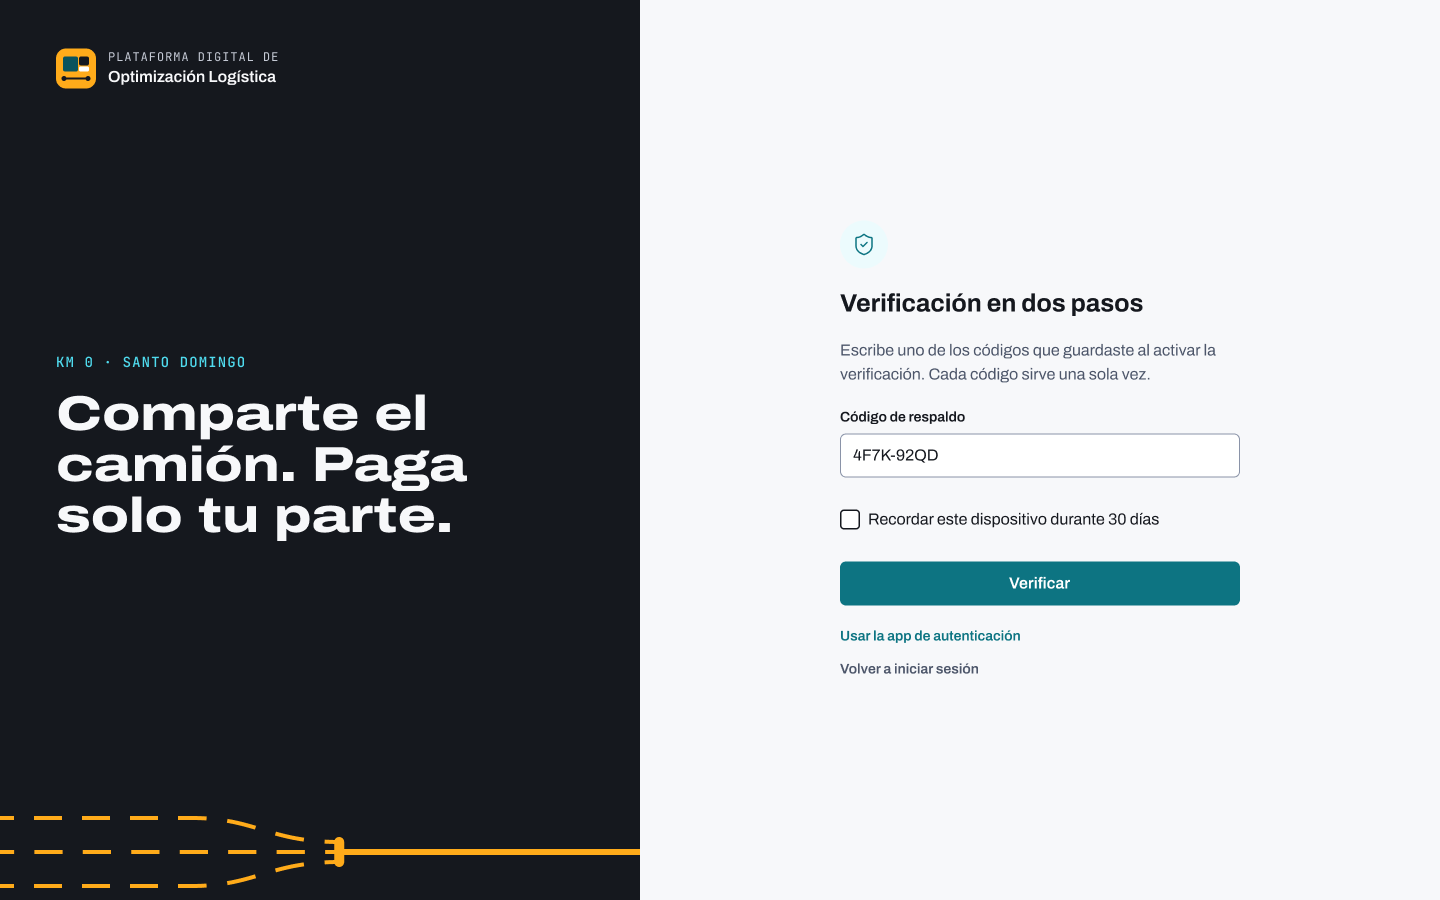 PLATAFORMA DIGITAL DE
Optimización Logística
KM 0 · SANTO DOMINGO
Comparte el
camión. Paga
solo tu parte.
Verificación en dos pasos
Escribe uno de los códigos que guardaste al activar la
verificación. Cada código sirve una sola vez.
Código de respaldo
4F7K-92QD
Recordar este dispositivo durante 30 días
Verificar
Usar la app de autenticación
Volver a iniciar sesión